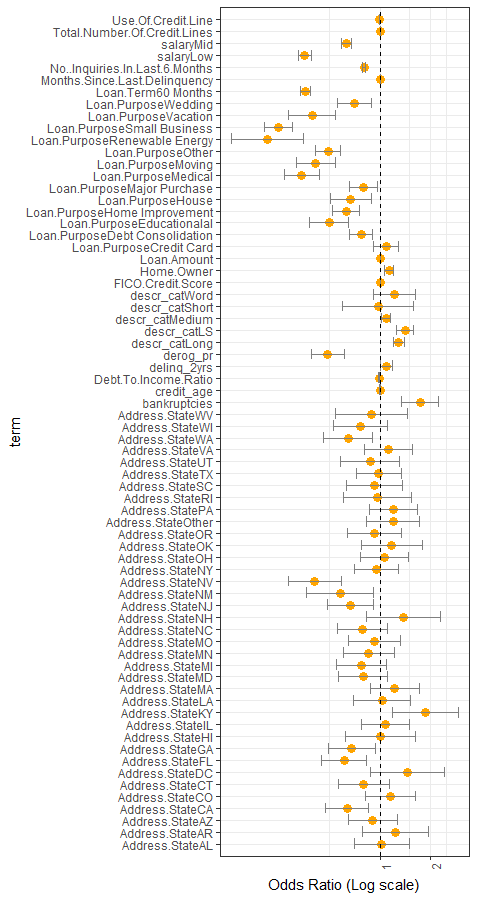 Use.Of.Credit.Line
Total.Number.Of.Credit.Lines
salaryMid
salaryLow
No..Inquiries.In.Last.6.Months
Months.Since.Last.Delinquency
Loan.Term60 Months
Loan.PurposeWedding
Loan.PurposeVacation
Loan.PurposeSmall Business
Loan.PurposeRenewable Energy
Loan.PurposeOther
Loan.PurposeMoving
Loan.PurposeMedical
Loan.PurposeMajor Purchase
Loan.PurposeHouse
Loan.PurposeHome Improvement
Loan.PurposeEducationalal
Loan.PurposeDebt Consolidation
Loan.PurposeCredit Card
Loan.Amount
Home.Owner
FICO.Credit.Score
descr_catWord
descr_catShort
descr_catMedium
descr_catLS
descr_catLong
derog_pr
delinq_2yrs
Debt.To.Income.Ratio
credit_age
bankruptcies
Address.StateWV
Address.StateWI
Address.StateWA
Address.StateVA
Address.StateUT
Address.StateTX
Address.StateSC
Address.StateRI
Address.StatePA
Address.StateOther
Address.StateOR
Address.StateOK
Address.StateOH
Address.StateNY
Address.StateNV
Address.StateNM
Address.StateNJ
Address.StateNH
Address.StateNC
Address.StateMO
Address.StateMN
Address.StateMI
Address.StateMD
Address.StateMA
Address.StateLA
Address.StateKY
Address.StateIL
Address.StateHI
Address.StateGA
Address.StateFL
Address.StateDC
Address.StateCT
Address.StateCO
Address.StateCA
Address.StateAZ
Address.StateAR
Address.StateAL
term
1 2
Odds Ratio (Log scale)